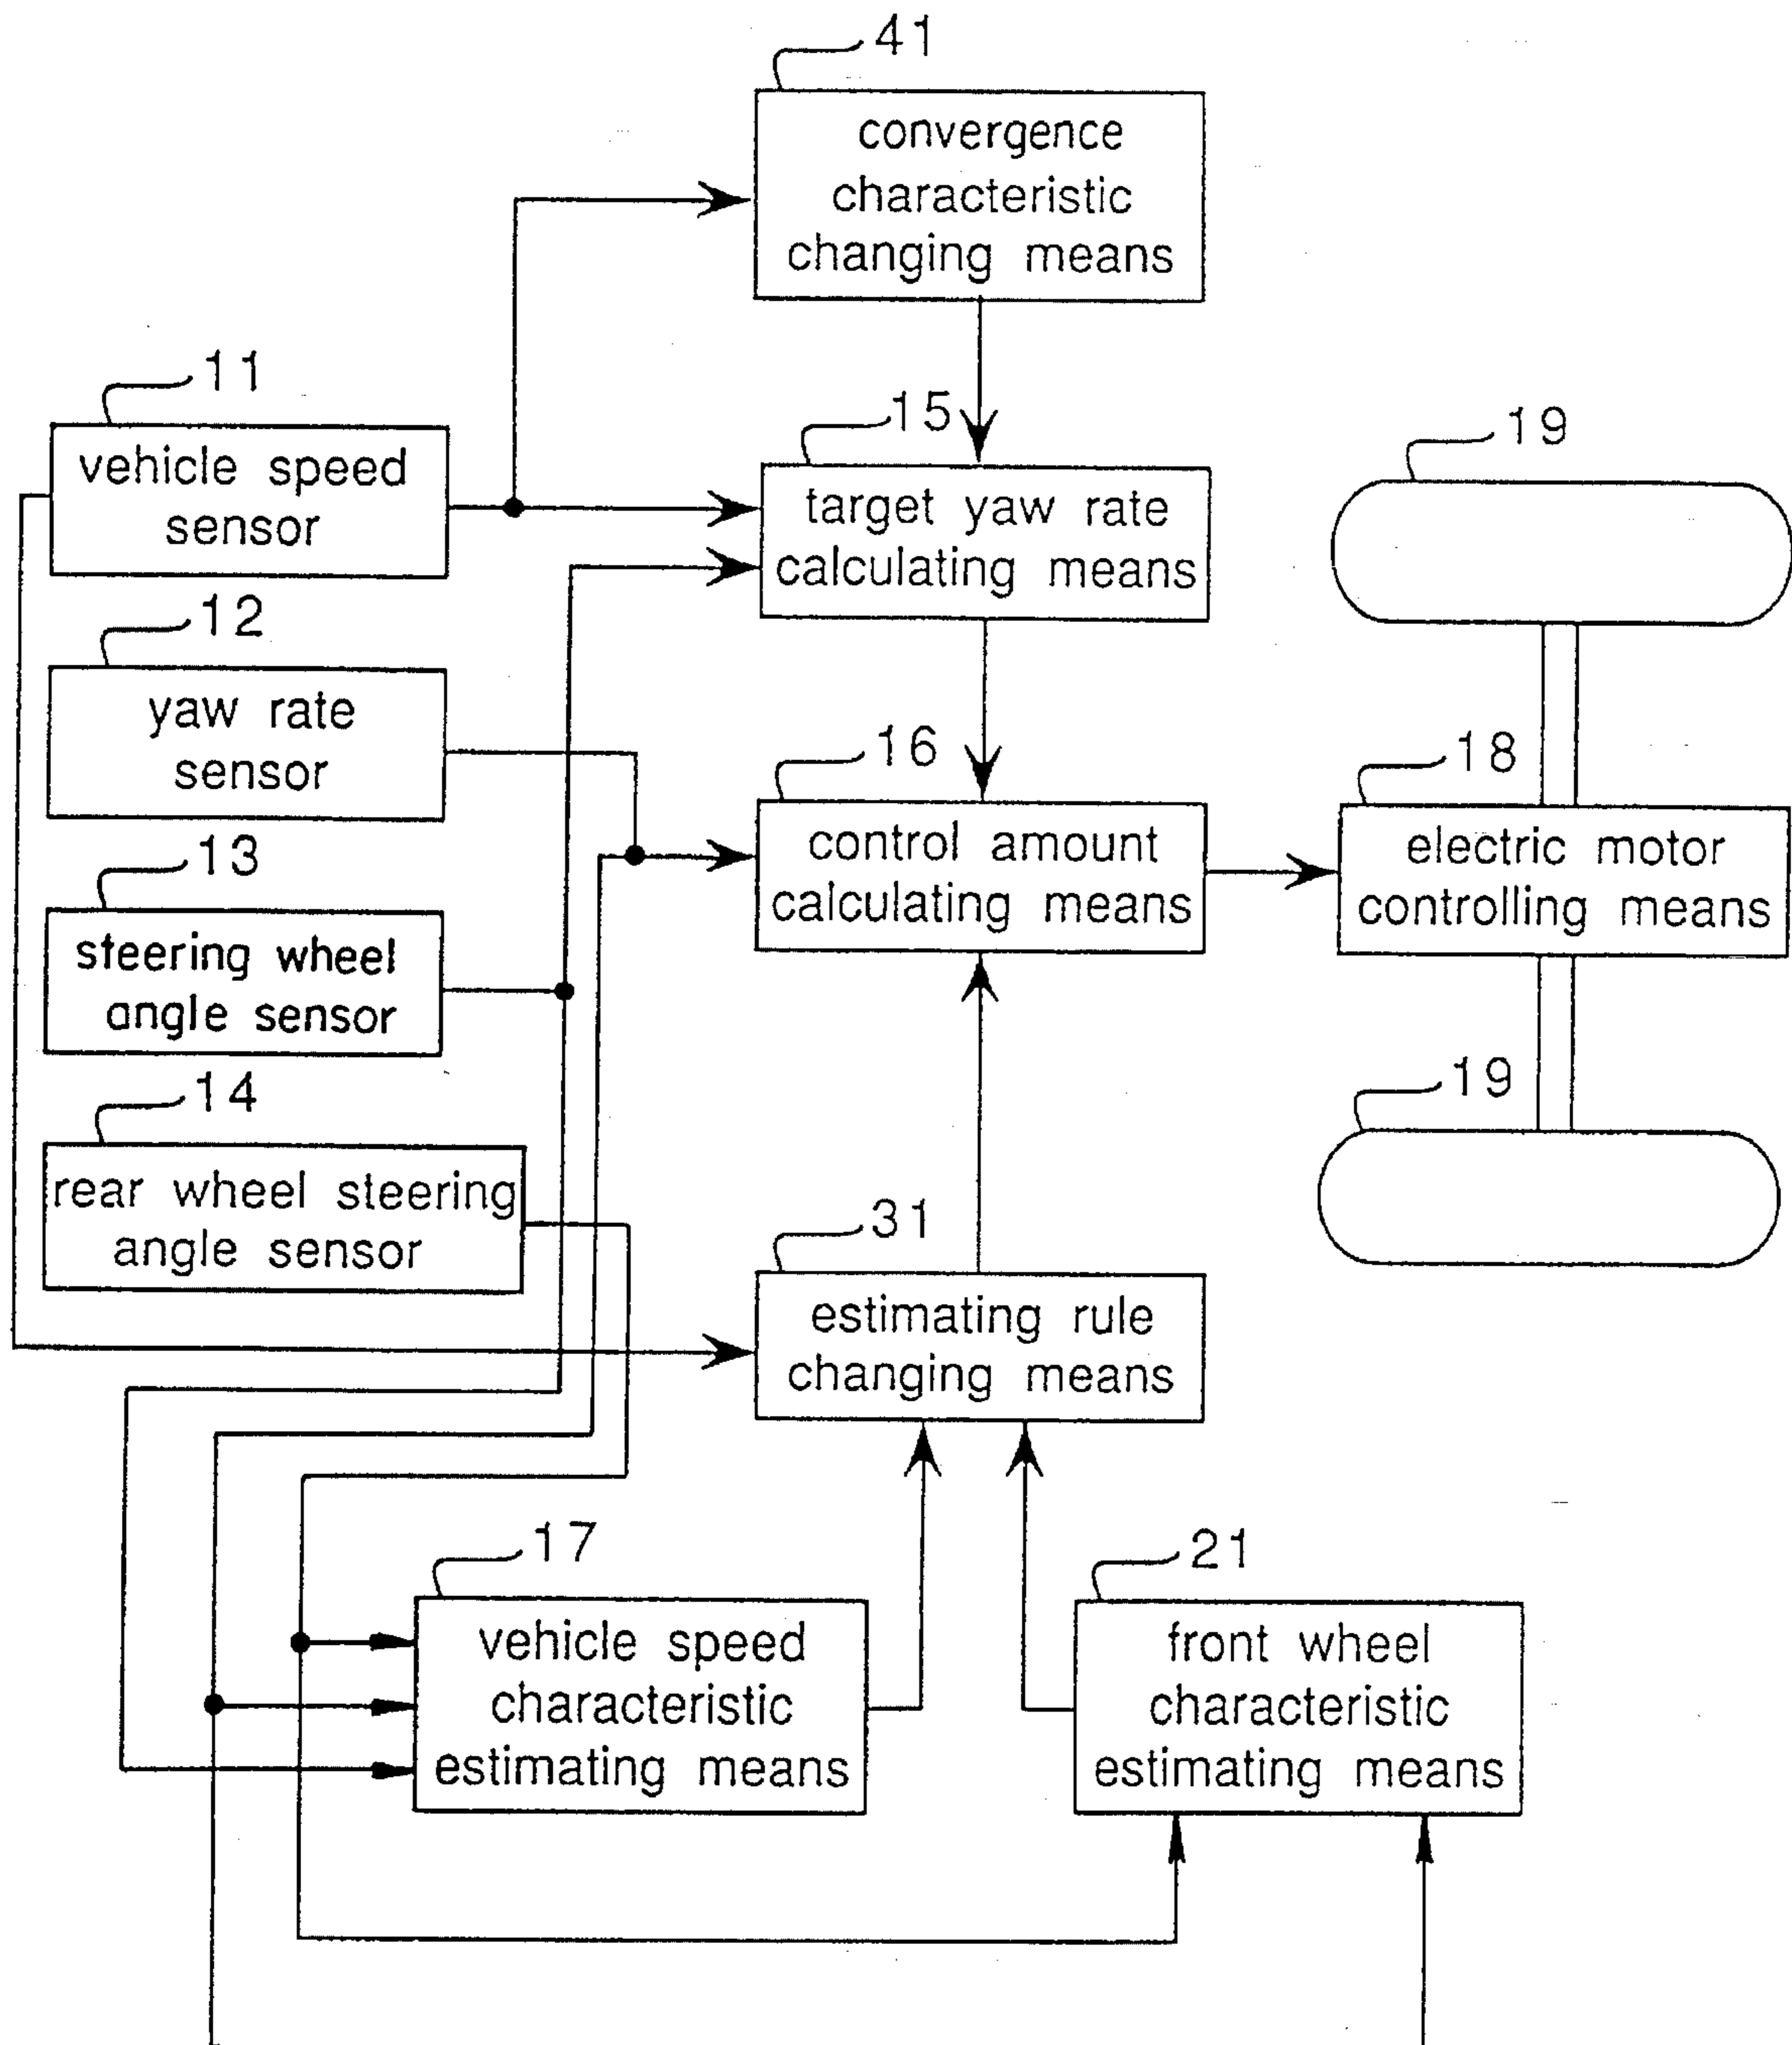 41
convergence
characteristic
changing means
11
vehicle speed
sensor
15
target yaw rate
calculating means
19
12
yaw rate
sensor
16
control amount
calculating means
18
electric motor
controlling means
13
steering wheel
angle sensor
14
rear wheel steering
angle sensor
19
31
estimating rule
changing means
17
vehicle speed
characteristic
estimating means
21
front wheel
characteristic
estimating means